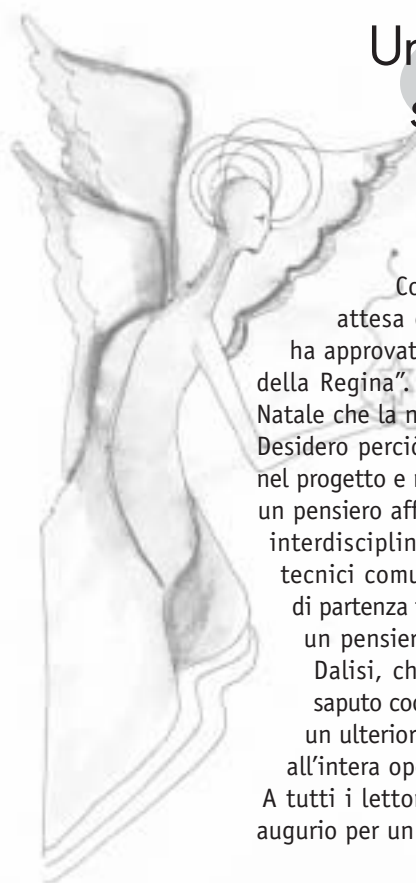 Un
s
Co
attesa
ha approvat
della Regina”.
Natale che la n
Desidero perciò
nel progetto e
un pensiero aff
interdisciplin
tecnici comu
di partenza
un pensier
Dalisi, ch
saputo coo
un ulterior
all’intera op
A tutti i letto
augurio per un